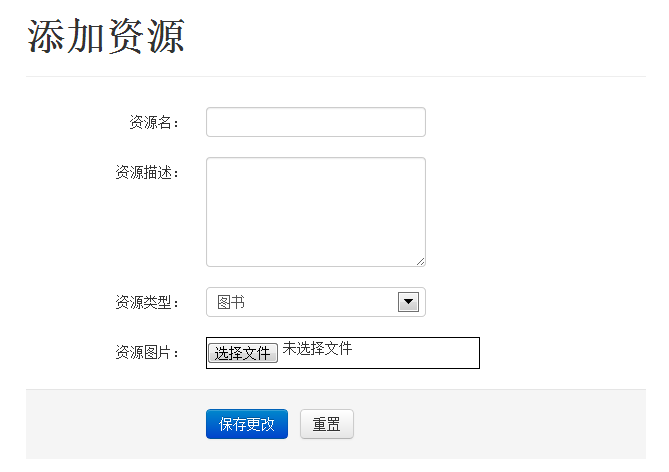 添加资源
资源名：
资源描述：
资源类型： 图书
资源图片： 选择文件 未选择文件
保存更改 重置